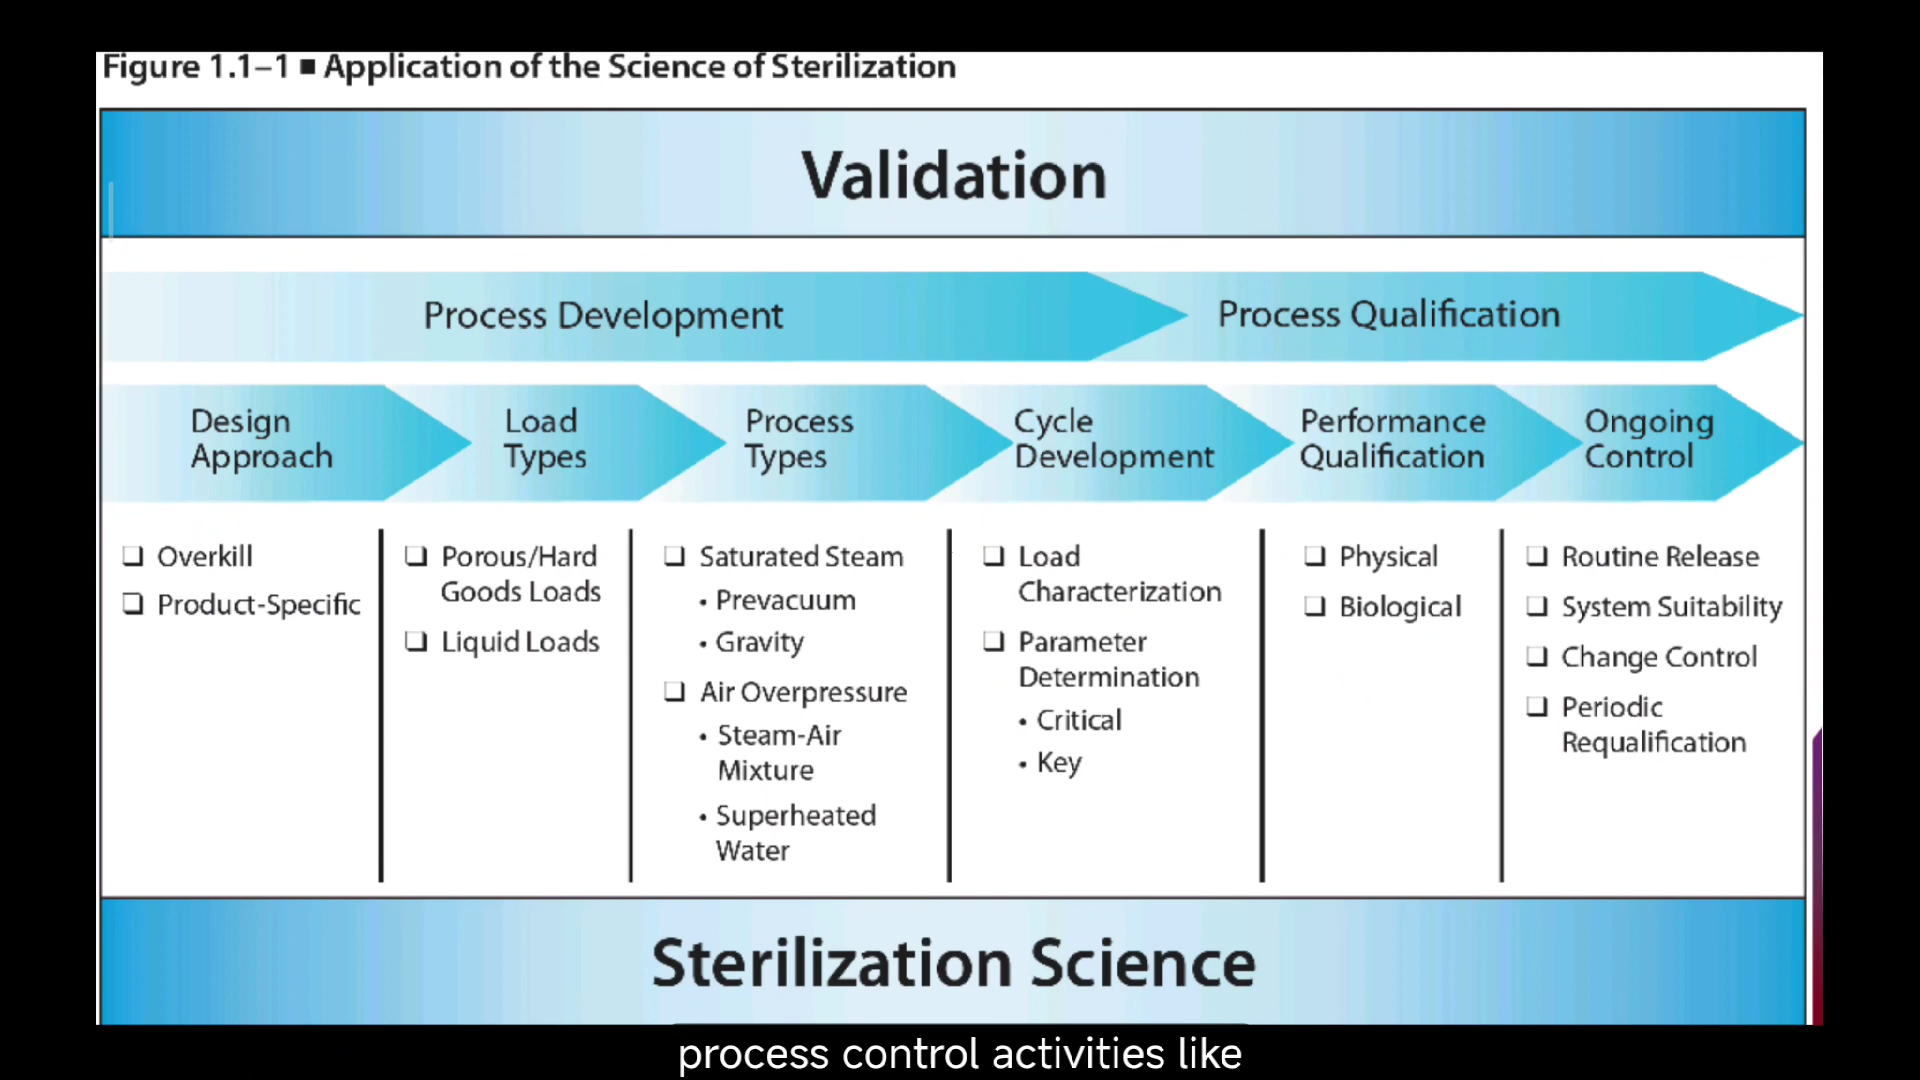 Figure 1.1–1 ■ Application of the Science of Sterilization
Validation
Process Development
Process Qualification
Design
Approach
Load
Types
Process
Types
Cycle
Development
Performance
Qualification
Ongoing
Control
❑ Overkill
❑ Product-Specific
❑ Porous/Hard
Goods Loads
❑ Liquid Loads
❑ Saturated Steam
• Prevacuum
• Gravity
❑ Air Overpressure
• Steam-Air
Mixture
• Superheated
Water
❑ Load
Characterization
❑ Parameter
Determination
• Critical
• Key
❑ Physical
❑ Biological
❑ Routine Release
❑ System Suitability
❑ Change Control
❑ Periodic
Requalification
Sterilization Science
process control activities like